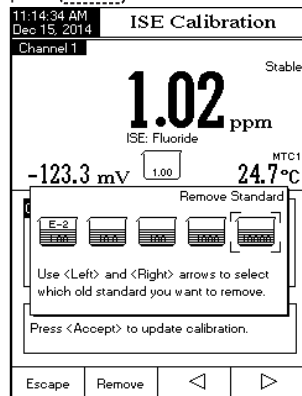 11:14:34 AM
Dec 15, 2014
ISE Calibration
Channel 1
Stable
1.02 ppm
ISE: Fluoride
MTC1
-123.3 mV
1.00
24.7°C
Remove Standard
E-2
Use <Left> and <Right> arrows to select
which old standard you want to remove.
Press <Accept> to update calibration.
Escape
Remove